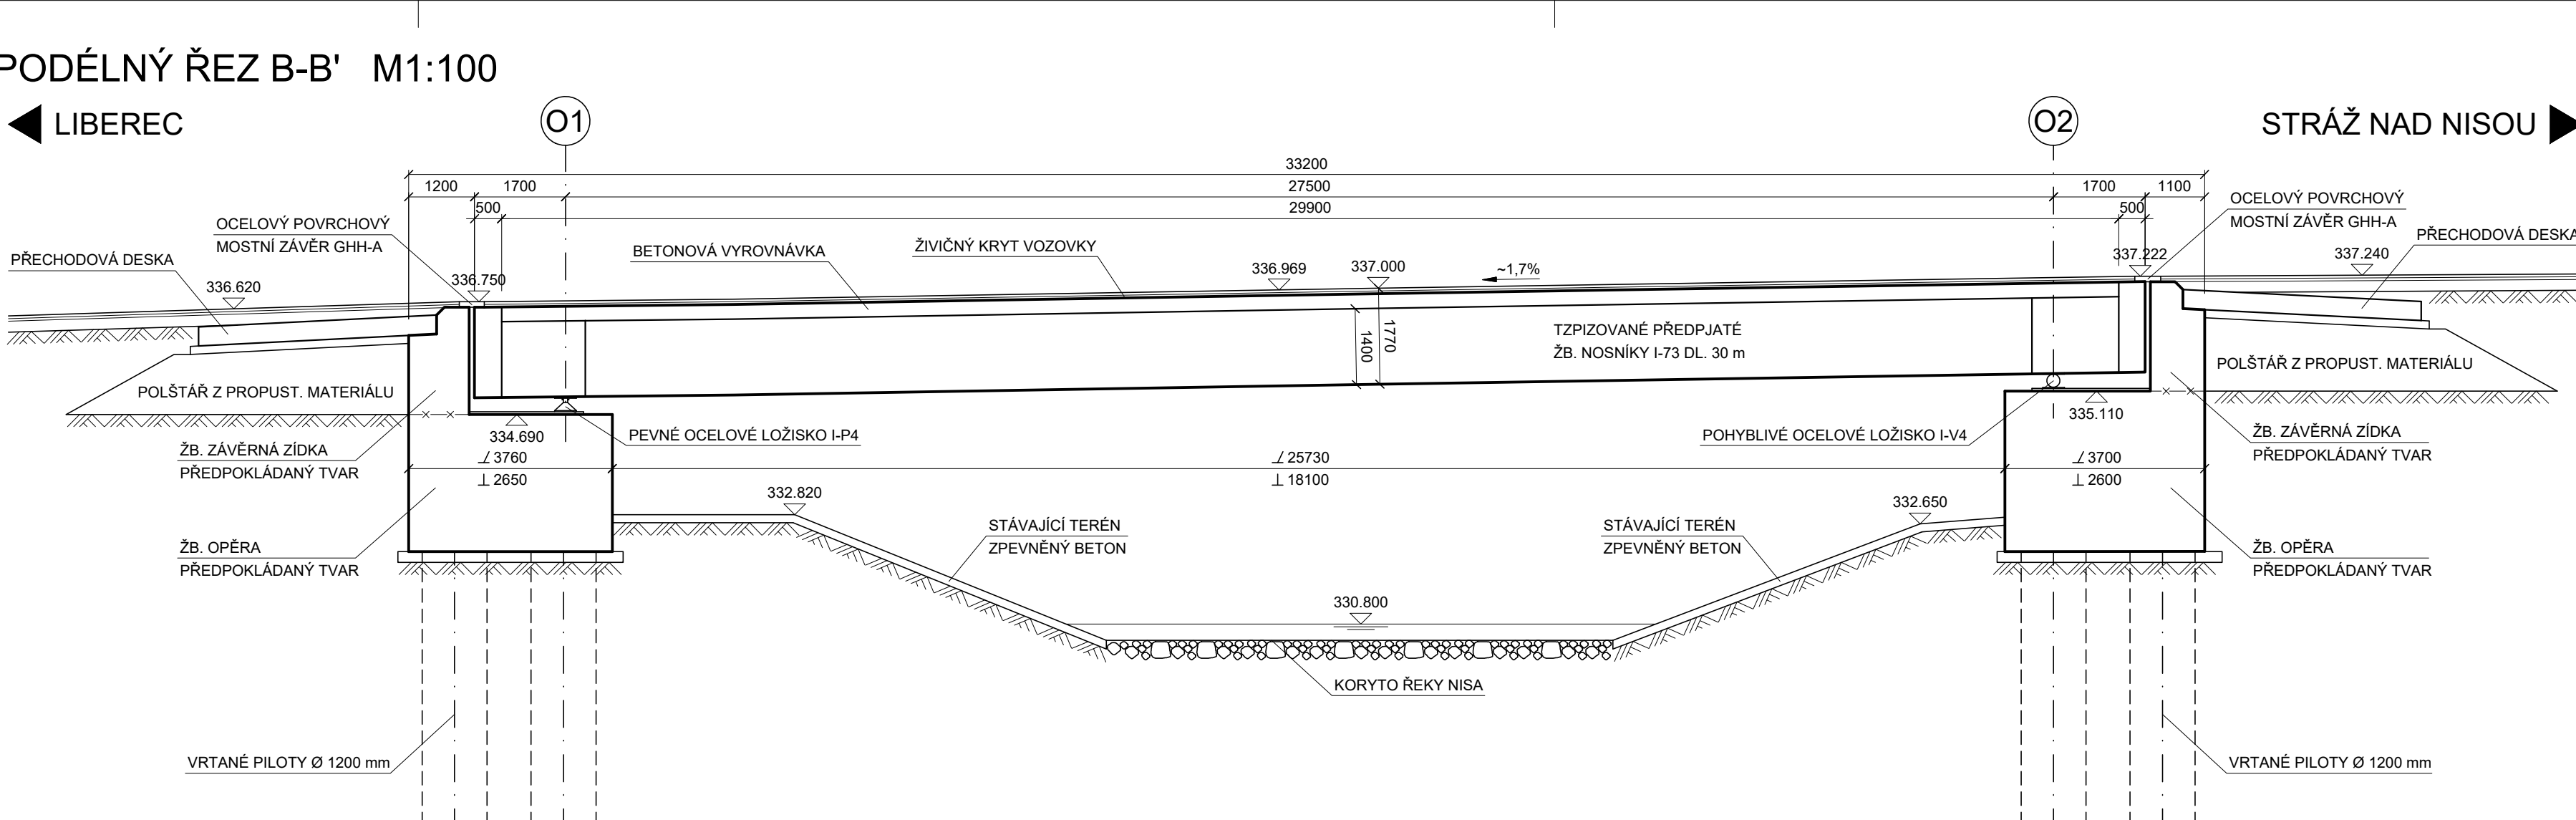 PODÉLNÝ ŘEZ B-B' M1:100
LIBEREC
O1
O2
STRÁŽ NAD NISOU
33200
1200
1700
27500
1700
1100
500
29900
500
OCELOVÝ POVRCHOVÝ
MOSTNÍ ZÁVĚR GHH-A
BETONOVÁ VYROVNÁVKA
ŽIVIČNÝ KRYT VOZOVKY
OCELOVÝ POVRCHOVÝ
MOSTNÍ ZÁVĚR GHH-A
PŘECHODOVÁ DESKA
PŘECHODOVÁ DESKA
336.620
336.750
336.969
337.000
~1,7%
337.222
337.240
1400
1770
TZPIZOVANÉ PŘEDPJATÉ
ŽB. NOSNÍKY I-73 DL. 30 m
POLŠTÁŘ Z PROPUST. MATERIÁLU
POLŠTÁŘ Z PROPUST. MATERIÁLU
334.690
335.110
PEVNÉ OCELOVÉ LOŽISKO I-P4
POHYBLIVÉ OCELOVÉ LOŽISKO I-V4
ŽB. ZÁVĚRNÁ ZÍDKA
PŘEDPOKLÁDANÝ TVAR
ŽB. ZÁVĚRNÁ ZÍDKA
PŘEDPOKLÁDANÝ TVAR
3760
⊥ 2650
25730
⊥ 18100
3700
⊥ 2600
332.820
332.650
STÁVAJÍCÍ TERÉN
ZPEVNĚNÝ BETON
STÁVAJÍCÍ TERÉN
ZPEVNĚNÝ BETON
ŽB. OPĚRA
PŘEDPOKLÁDANÝ TVAR
ŽB. OPĚRA
PŘEDPOKLÁDANÝ TVAR
330.800
KORYTO ŘEKY NISA
VRTANÉ PILOTY Ø 1200 mm
VRTANÉ PILOTY Ø 1200 mm